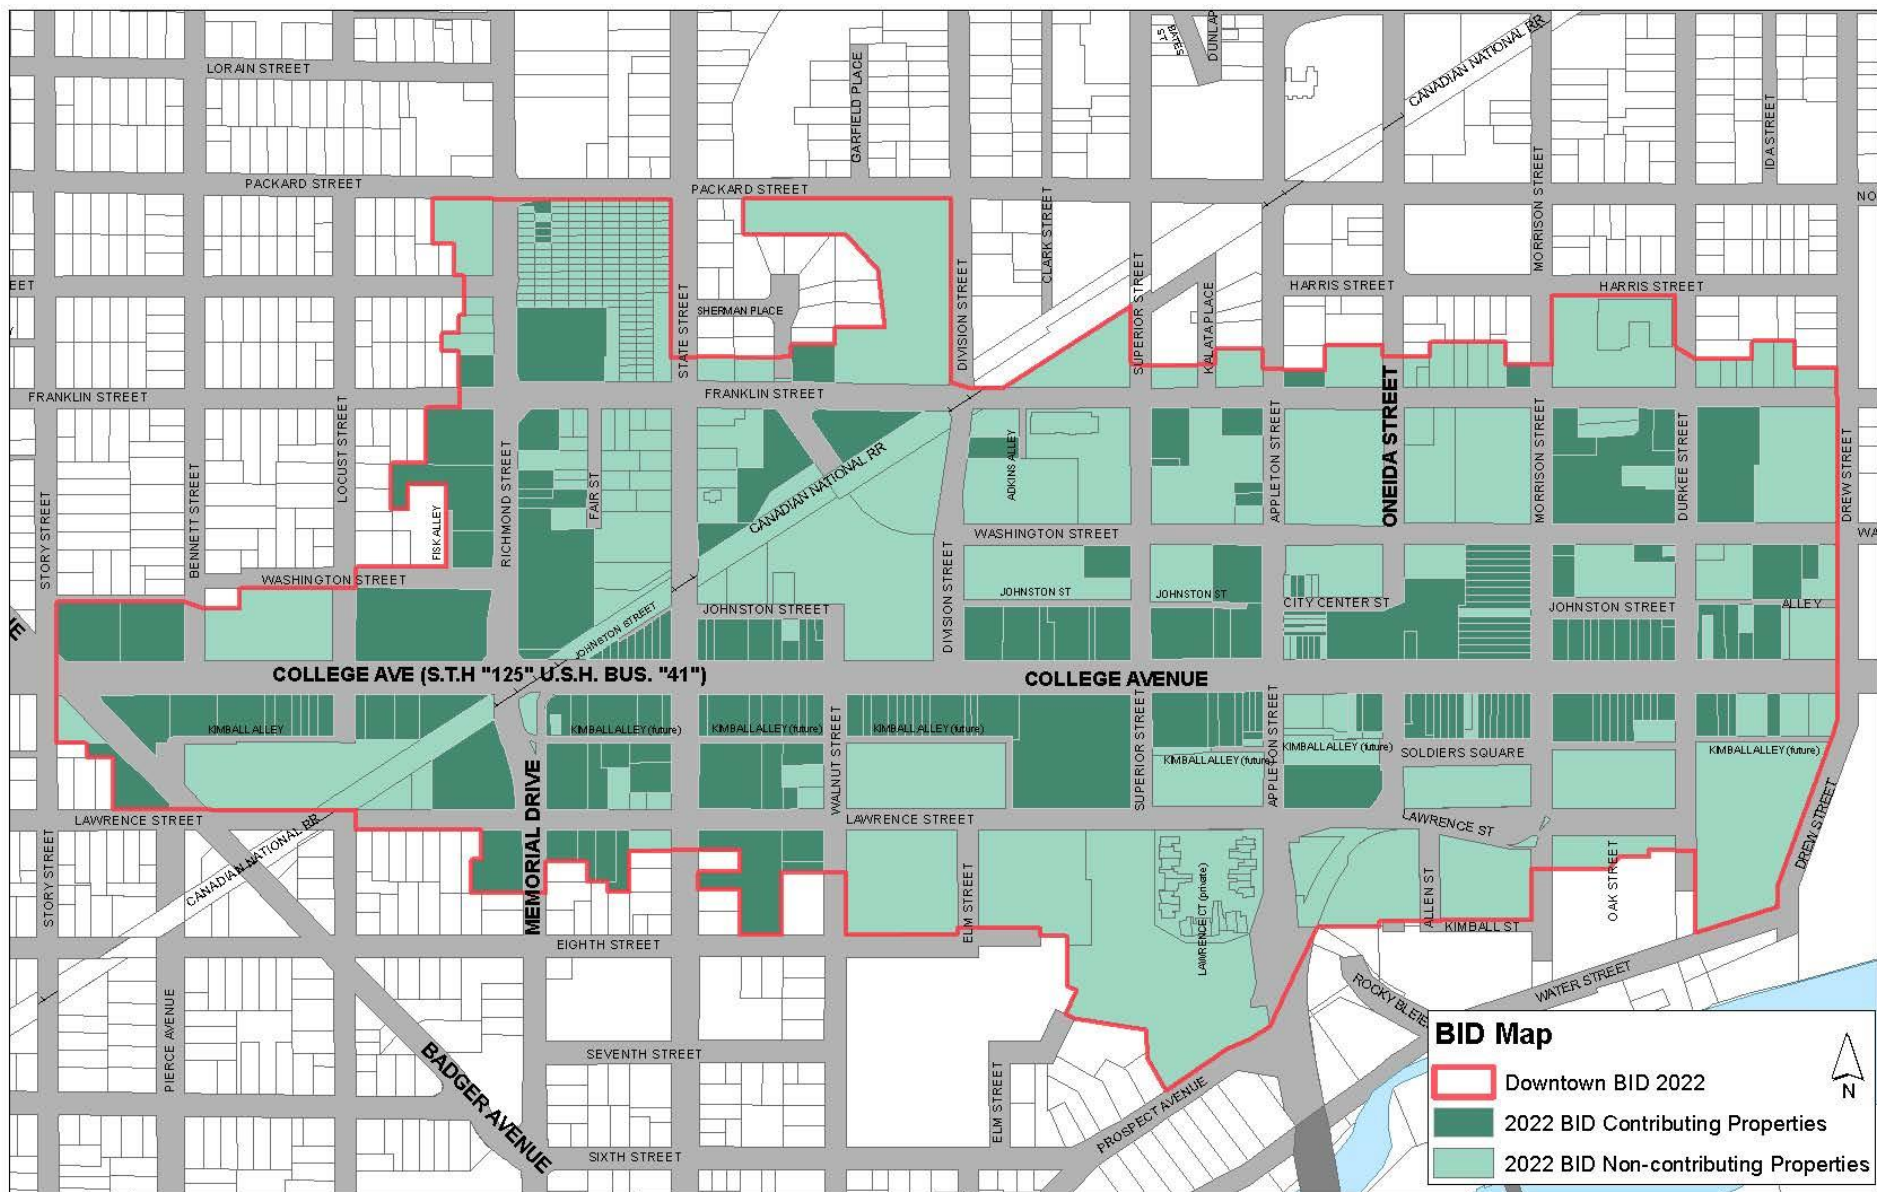 BATES ST
DUNLAP
CANADIAN NATIONAL RR
LORAIN STREET
GARFIELD PLACE
IDA STREET
PACKARD STREET
PACKARD STREET
MORRISON STREET
NO
CLARK STREET
SUPERIOR STREET
DIVISION STREET
EET
HARRIS STREET
HARRIS STREET
SHERMAN PLACE
STATE STREET
KALATA PLACE
FRANKLIN STREET
FRANKLIN STREET
ONEIDA STREET
LOCUST STREET
BENNETT STREET
STORY STREET
RICHMOND STREET
FAIR ST
CANADIAN NATIONAL RR
ADKINS ALLEY
APPLETON STREET
MORRISON STREET
DURKEE STREET
DREW STREET
FISK ALLEY
WASHINGTON STREET
WA
WASHINGTON STREET
DIVISION STREET
JOHNSTON ST
JOHNSTON ST
CITY CENTER ST
JOHNSTON STREET
JOHNSTON STREET
JOHNSTON STREET
ALLEY
UE
COLLEGE AVE (S.T.H "125" U.S.H. BUS. "41")
COLLEGE AVENUE
KIMBALL ALLEY
KIMBALL ALLEY (future)
KIMBALL ALLEY (future)
KIMBALL ALLEY (future)
KIMBALL ALLEY (future)
KIMBALL ALLEY (future)
SOLDIERS SQUARE
KIMBALL ALLEY (future)
WALNUT STREET
SUPERIOR STREET
APPLETON STREET
MEMORIAL DRIVE
LAWRENCE STREET
LAWRENCE STREET
LAWRENCE ST
DREW STREET
STORY STREET
CANADIAN NATIONAL RR
ELM STREET
LAWRENCE CT (private)
ALLEN ST
OAK STREET
KIMBALL ST
EIGHTH STREET
ROCKY BLEIE
WATER STREET
PIERCE AVENUE
BADGER AVENUE
SEVENTH STREET
ELM STREET
PROSPECT AVENUE
SIXTH STREET
BID Map
Downtown BID 2022
2022 BID Contributing Properties
2022 BID Non-contributing Properties
N